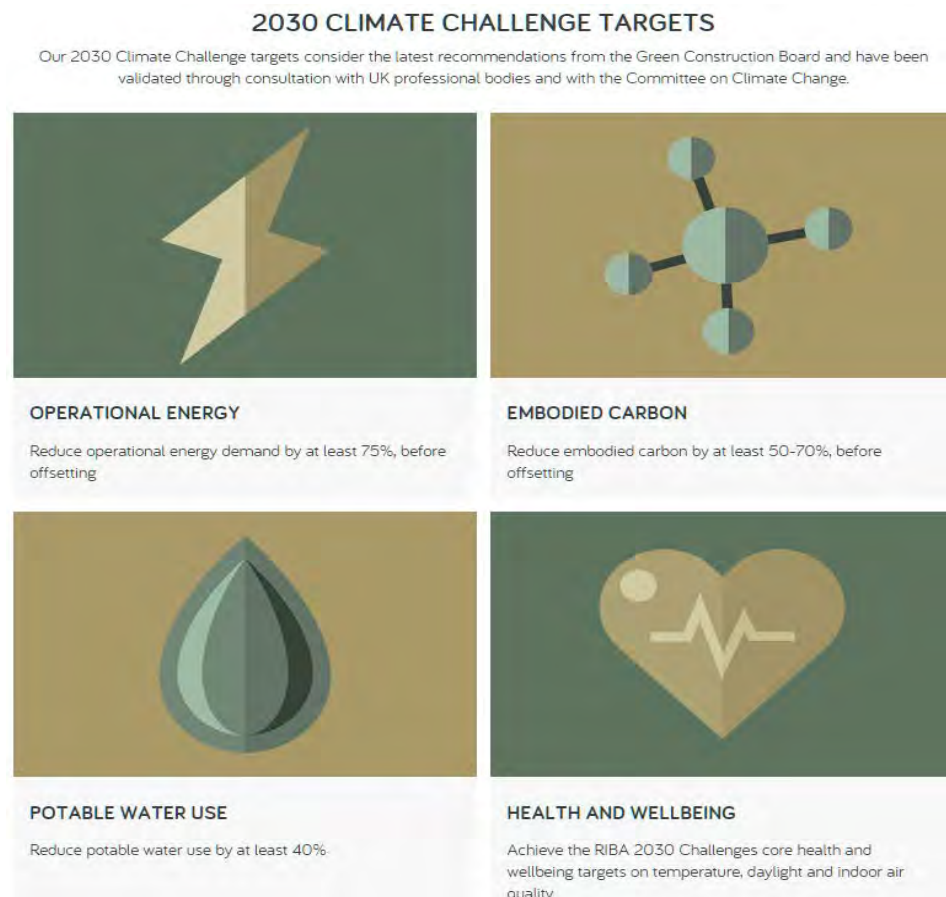 2030 CLIMATE CHALLENGE TARGETS
Our 2030 Climate Challenge targets consider the latest recommendations from the Green Construction Board and have been
validated through consultation with UK professional bodies and with the Committee on Climate Change.
OPERATIONAL ENERGY
Reduce operational energy demand by at least 75%, before
offsetting
EMBODIED CARBON
Reduce embodied carbon by at least 50-70%, before
offsetting
POTABLE WATER USE
Reduce potable water use by at least 40%
HEALTH AND WELLBEING
Achieve the RIBA 2030 Challenges core health and
wellbeing targets on temperature, daylight and indoor air
quality